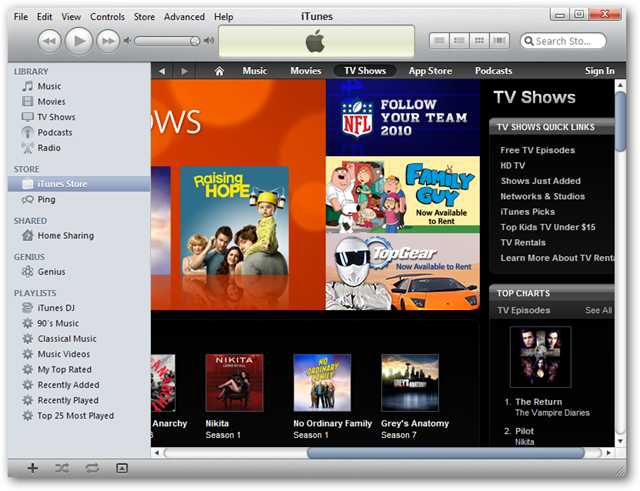 File Edit View Controls Store Advanced Help
iTunes
Search Sto...
LIBRARY
Music
Movies
TV Shows
Podcasts
Radio
STORE
iTunes Store
Ping
SHARED
Home Sharing
GENIUS
Genius
PLAYLISTS
iTunes DJ
90's Music
Classical Music
Music Videos
My Top Rated
Recently Added
Recently Played
Top 25 Most Played
Music Movies TV Shows App Store Podcasts Sign In
ows
Raising
HOPE
NFL
FOLLOW
YOUR TEAM
2010
FAMILY
GUY
Now Available
to Rent
TopGear
Now Available
to Rent
NIKITA
NO
ORDINARY
FAMILY
GREY'S ANATOMY
Anarchy
Nikita
Season 1
No Ordinary Family
Season 1
Grey's Anatomy
Season 7
TV Shows
TV SHOWS QUICK LINKS
Free TV Episodes
HD TV
Shows Just Added
Networks & Studios
iTunes Picks
Top Kids TV Under $15
TV Rentals
Learn More About TV Rent
TOP CHARTS
TV Episodes See All
1. The Return
The Vampire Diaries
2. Pilot
Nikita